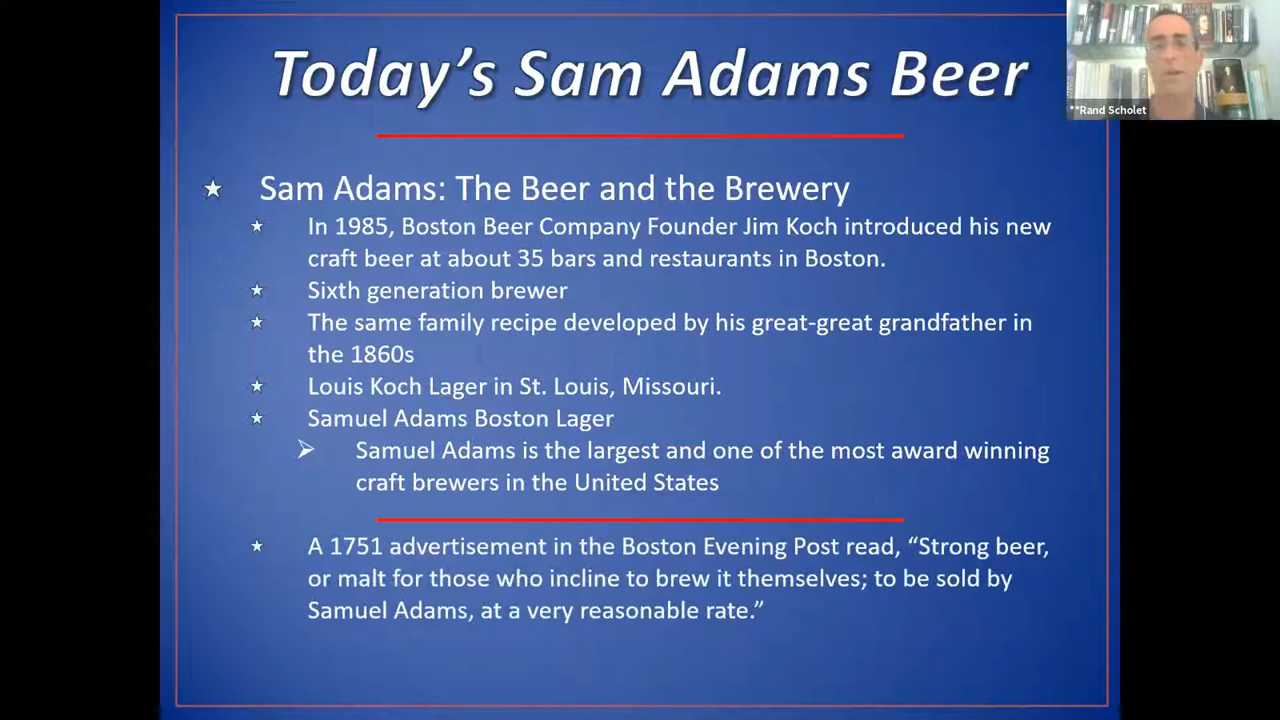 Today's Sam Adams Beer
**Rand Scholet
Sam Adams: The Beer and the Brewery
In 1985, Boston Beer Company Founder Jim Koch introduced his new
craft beer at about 35 bars and restaurants in Boston.
Sixth generation brewer
The same family recipe developed by his great-great grandfather in
the 1860s
Louis Koch Lager in St. Louis, Missouri.
Samuel Adams Boston Lager
Samuel Adams is the largest and one of the most award winning
craft brewers in the United States
A 1751 advertisement in the Boston Evening Post read, “Strong beer,
or malt for those who incline to brew it themselves; to be sold by
Samuel Adams, at a very reasonable rate.”